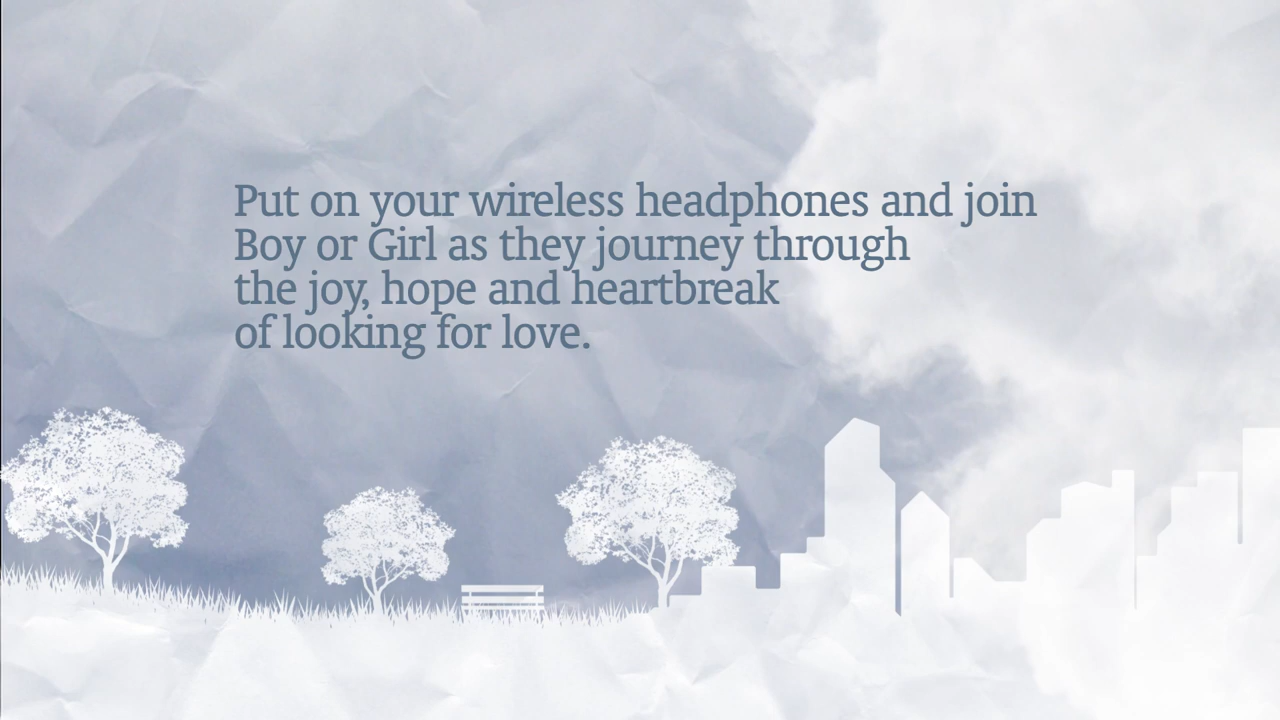 Put on your wireless headphones and join
Boy or Girl as they journey through
the joy, hope and heartbreak
of looking for love.